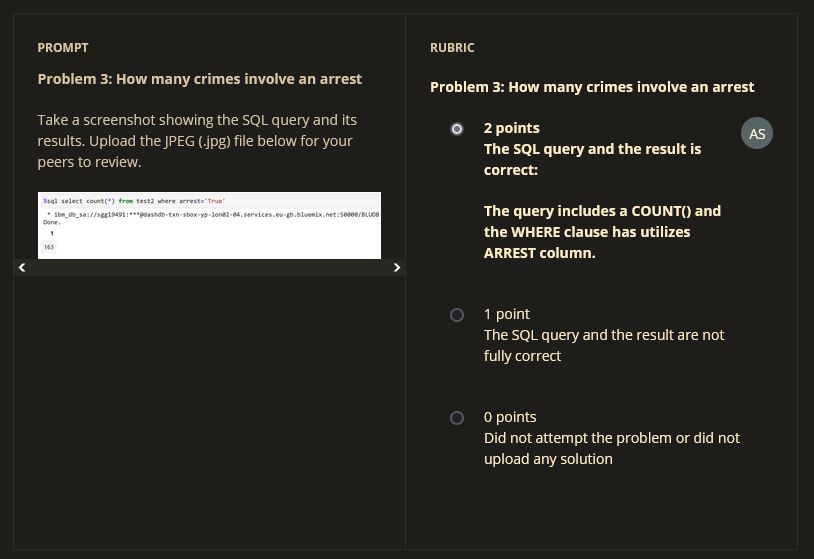 PROMPT
Problem 3: How many crimes involve an arrest
Take a screenshot showing the SQL query and its
results. Upload the JPEG (.jpg) file below for your
peers to review.
%sql select count(*) from test2 where arrest='True'
* ibm_db_sa://sgg19491:***@dashdb-txn-sbox-yp-lon02-04.services.eu-gb.bluemix.net:50000/BLUDB
Done.
1
163
RUBRIC
Problem 3: How many crimes involve an arrest
2 points
AS
The SQL query and the result is
correct:
The query includes a COUNT() and
the WHERE clause has utilizes
ARREST column.
1 point
The SQL query and the result are not
fully correct
0 points
Did not attempt the problem or did not
upload any solution